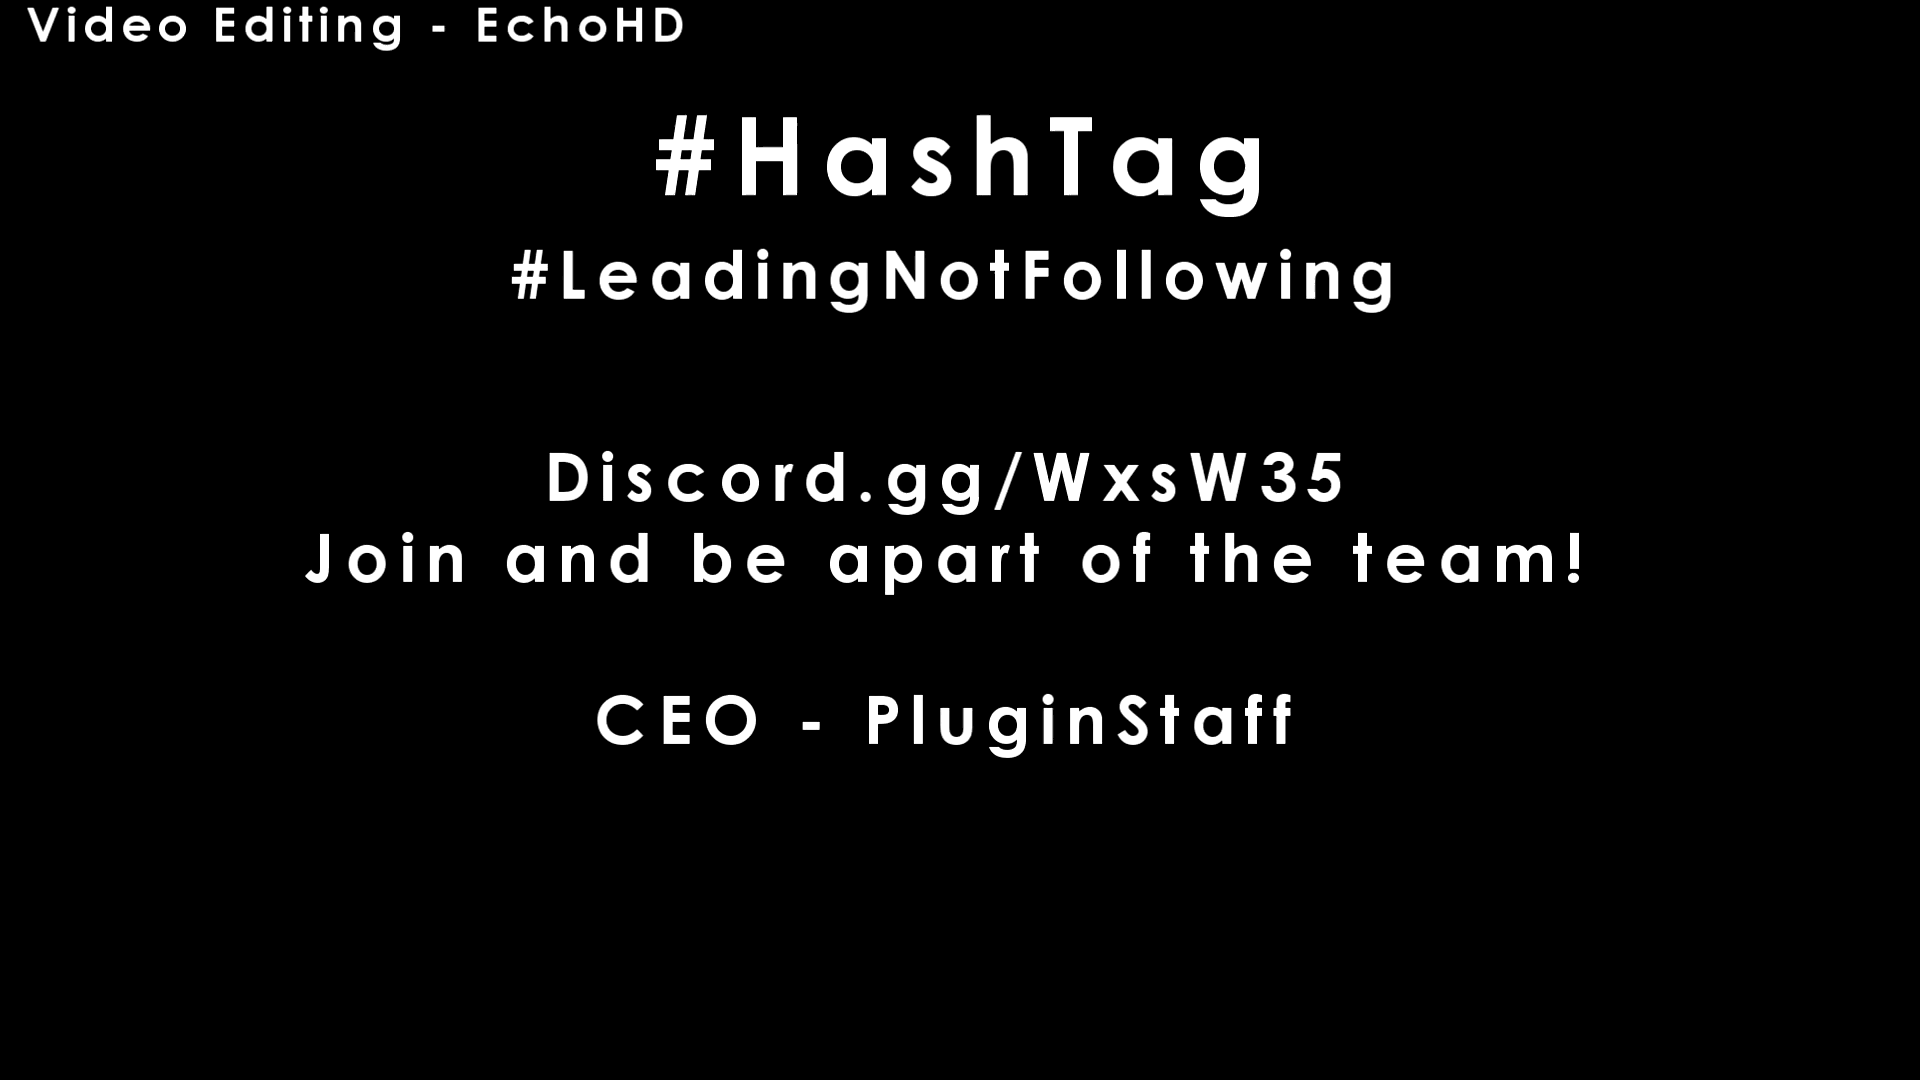 Video Editing - EchoHD
#HashTag
#LeadingNotFollowing
Discord.gg/WxsW35
Join and be apart of the team!
CEO - PluginStaff